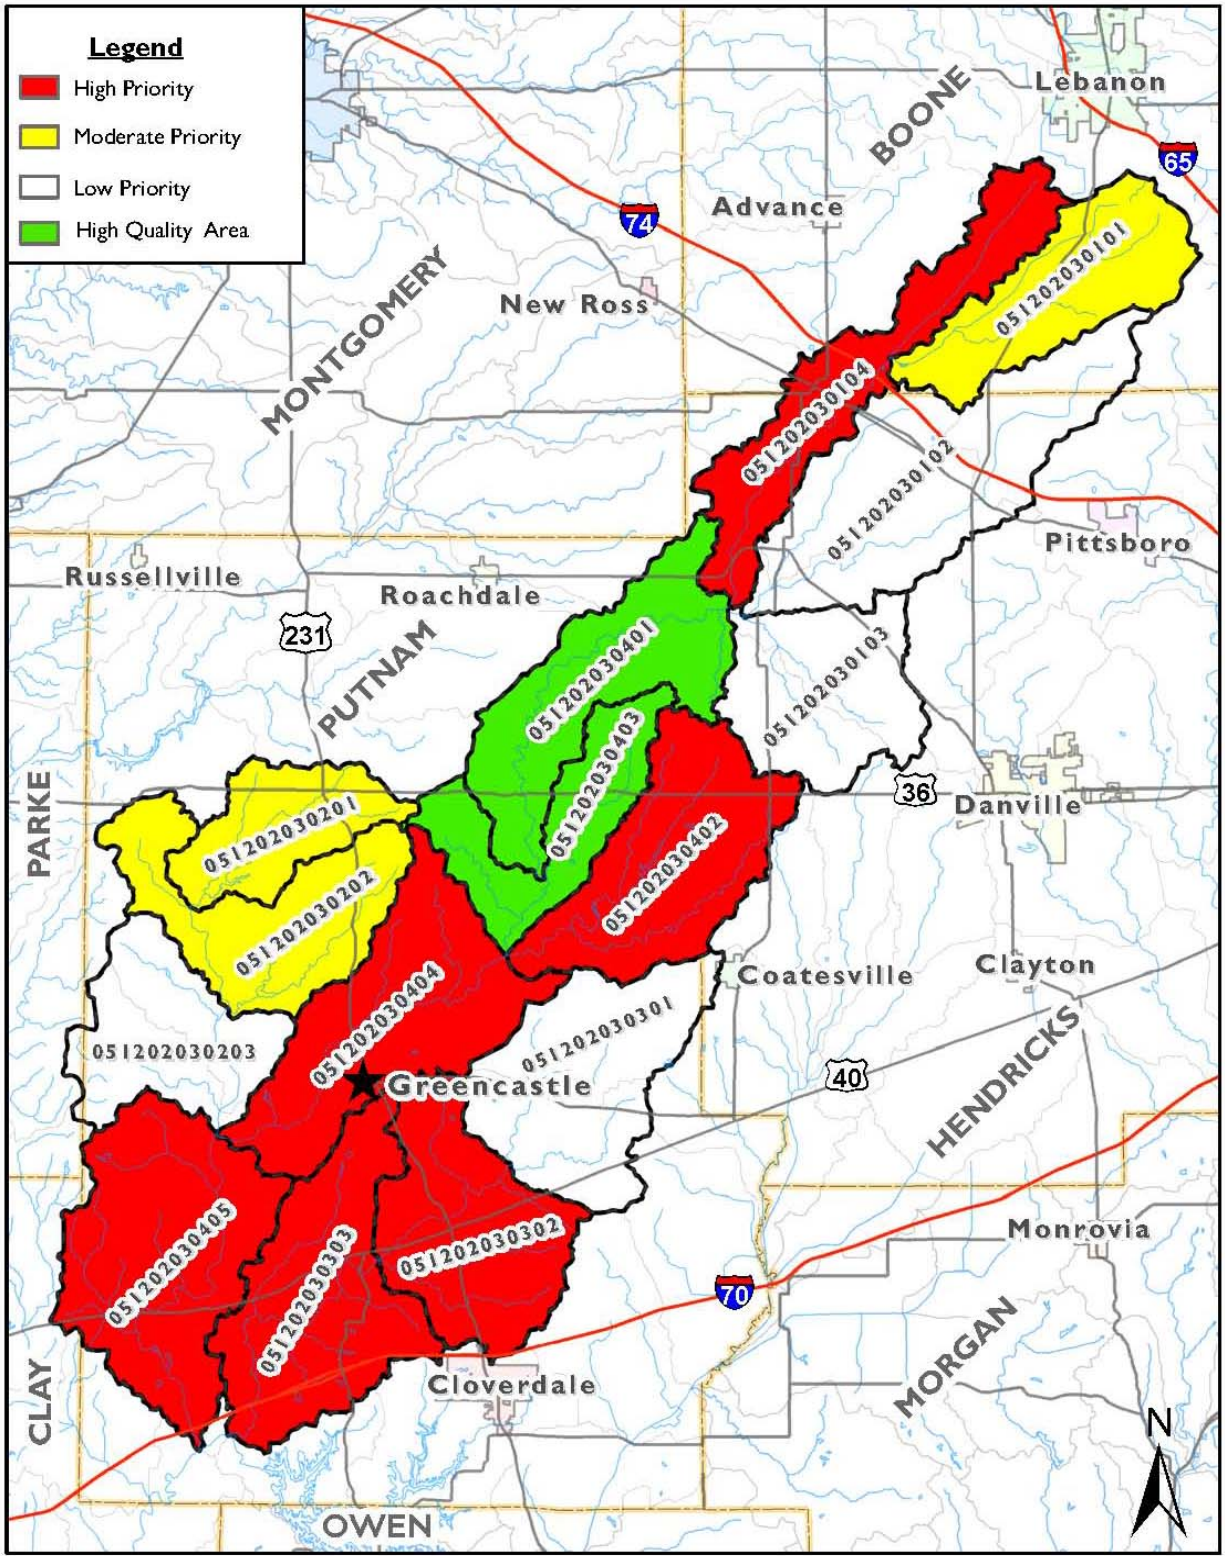 Legend
High Priority
Moderate Priority
Low Priority
High Quality Area
Lebanon
BOONE
65
Advance
74
051202030101
MONTGOMERY
New Ross
051202030104
051202030102
Pittsboro
Russellville
Roachdale
231
PUTNAM
051202030401
051202030103
051202030403
PARKE
36
Danville
051202030201
051202030402
051202030202
Coatesville
Clayton
051202030404
051202030301
051202030203
HENDRICKS
40
Greencastle
051202030405
051202030302
Monrovia
051202030303
70
MORGAN
CLAY
Cloverdale
N
OWEN